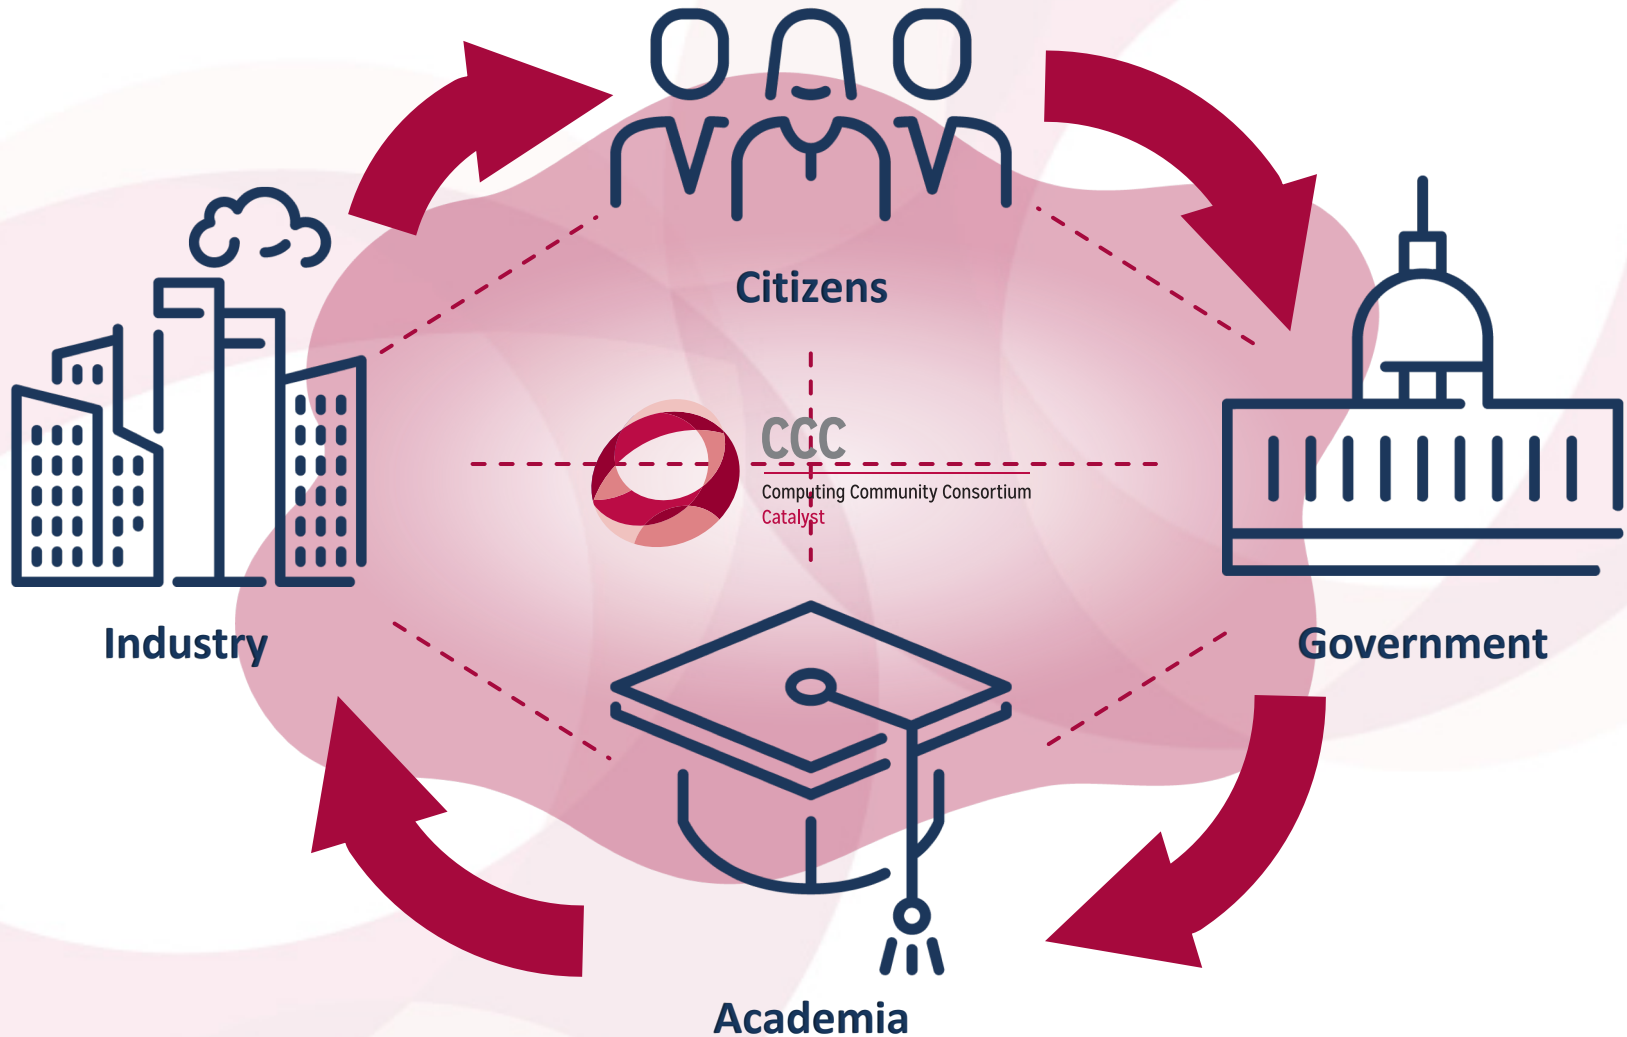 Citizens
CCC
Computing Community Consortium
Catalyst
Industry
Government
Academia